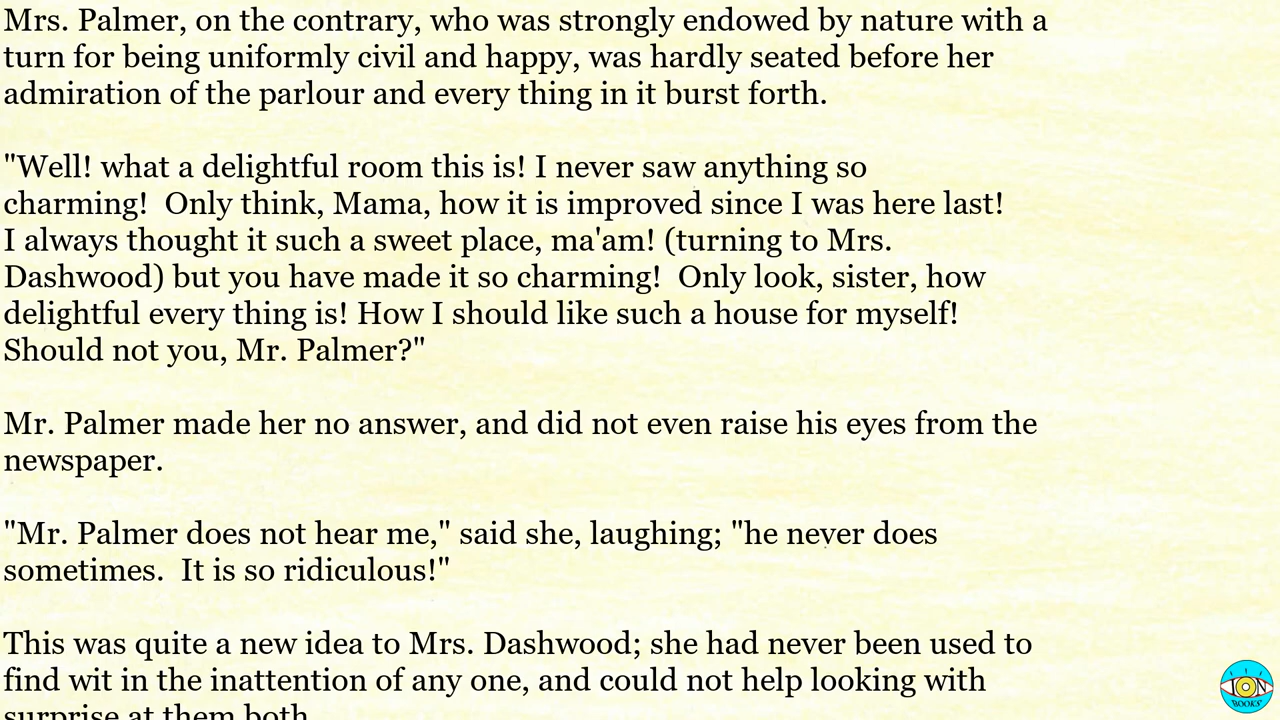 Mrs. Palmer, on the contrary, who was strongly endowed by nature with a
turn for being uniformly civil and happy, was hardly seated before her
admiration of the parlour and every thing in it burst forth.
"Well! what a delightful room this is! I never saw anything so
charming!  Only think, Mama, how it is improved since I was here last!
I always thought it such a sweet place, ma'am! (turning to Mrs.
Dashwood) but you have made it so charming!  Only look, sister, how
delightful every thing is! How I should like such a house for myself!
Should not you, Mr. Palmer?"
Mr. Palmer made her no answer, and did not even raise his eyes from the
newspaper.
"Mr. Palmer does not hear me," said she, laughing; "he never does
sometimes.  It is so ridiculous!"
This was quite a new idea to Mrs. Dashwood; she had never been used to
find wit in the inattention of any one, and could not help looking with
surprise at them both.
ION
BOOKS